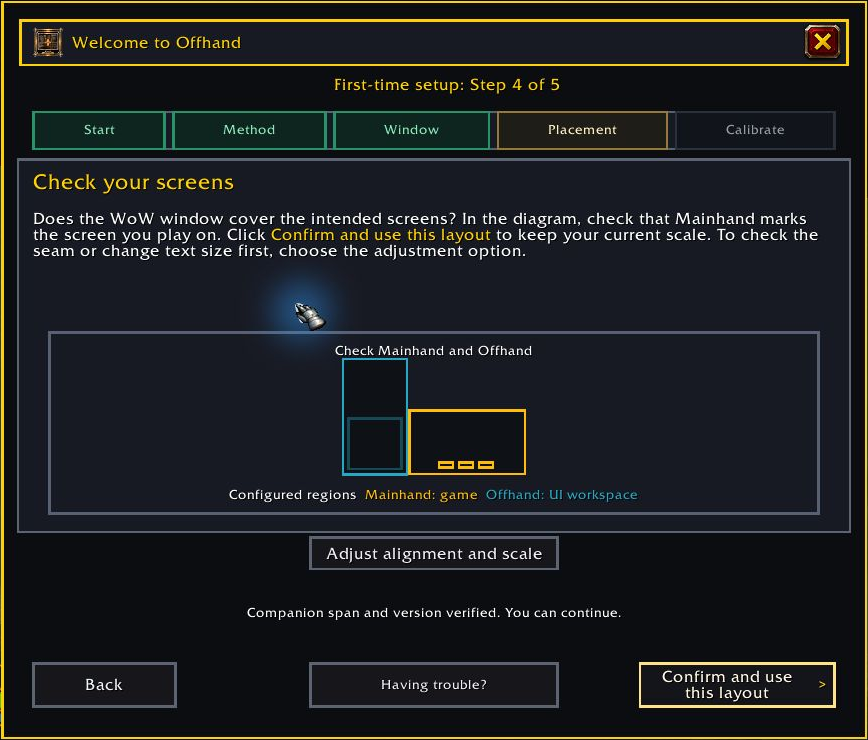 Welcome to Offhand
First-time setup: Step 4 of 5
Start
Method
Window
Placement
Calibrate
Check your screens
Does the WoW window cover the intended screens? In the diagram, check that Mainhand marks
the screen you play on. Click Confirm and use this layout to keep your current scale. To check the
seam or change text size first, choose the adjustment option.
Check Mainhand and Offhand
Configured regions Mainhand: game Offhand: UI workspace
Adjust alignment and scale
Companion span and version verified. You can continue.
Back
Having trouble?
Confirm and use
this layout
>